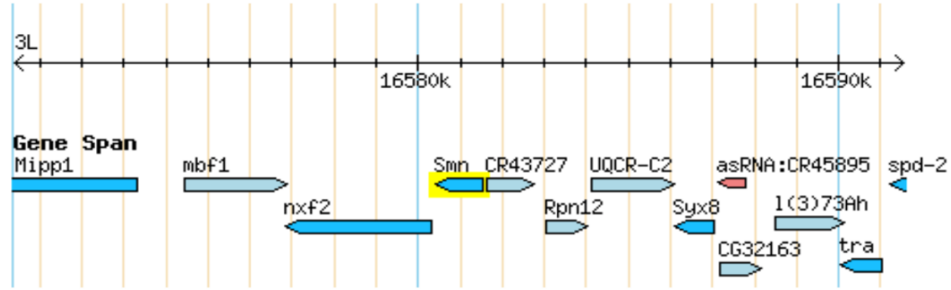 3L
16580k 16590k
Gene Span
Mipp1 mbf1 Smn CR43727 UQCR-C2 asRNA:CR45895 spd-2
nxf2 Rpn12 Syx8 l(3)73Ah
CG32163 tra